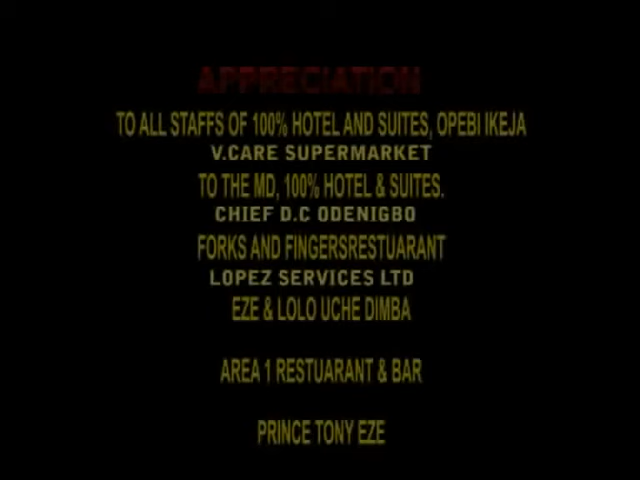 APPRECIATION
TO ALL STAFFS OF 100% HOTEL AND SUITES, OPEBI IKEJA
V.CARE SUPERMARKET
TO THE MD, 100% HOTEL & SUITES.
CHIEF D.C ODENIGBO
FORKS AND FINGERSRESTUARANT
LOPEZ SERVICES LTD
EZE & LOLO UCHE DIMBA
AREA 1 RESTUARANT & BAR
PRINCE TONY EZE